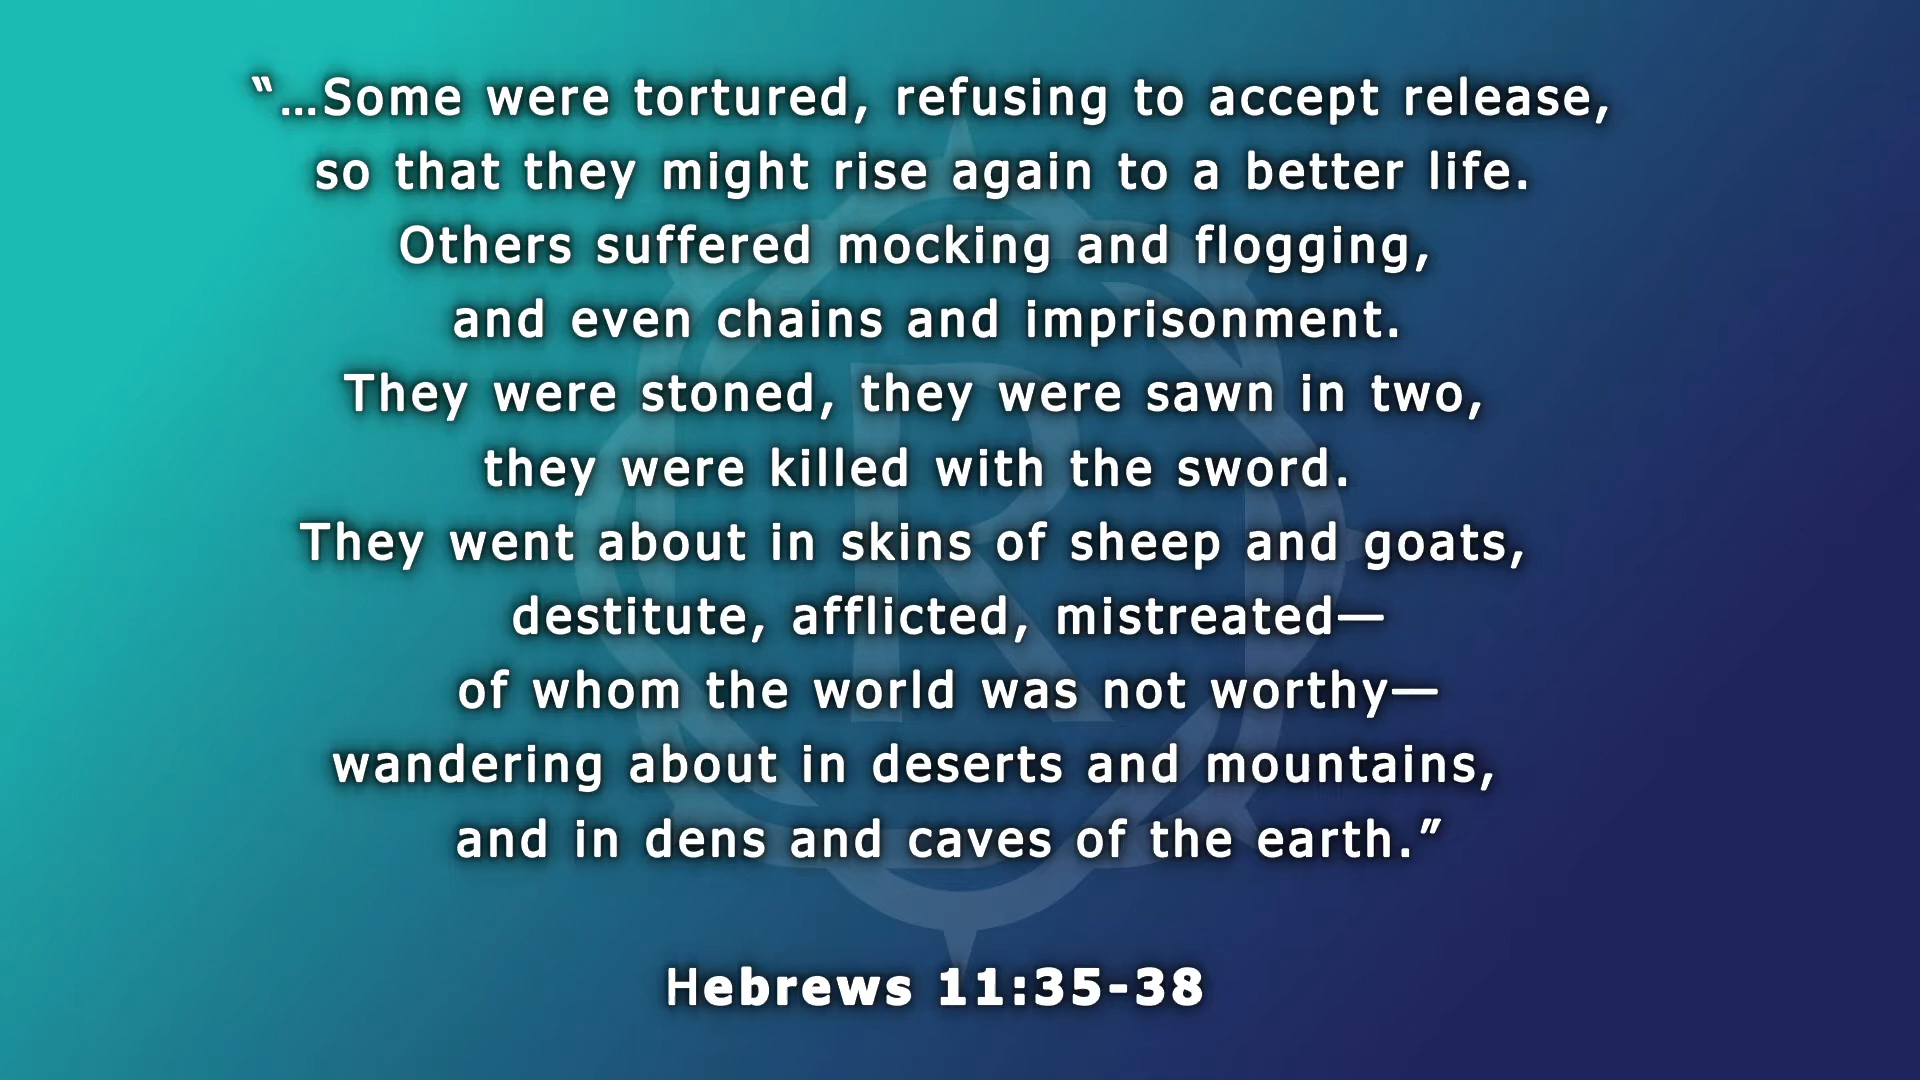 “…Some were tortured, refusing to accept release,
so that they might rise again to a better life.
Others suffered mocking and flogging,
and even chains and imprisonment.
They were stoned, they were sawn in two,
they were killed with the sword.
They went about in skins of sheep and goats,
destitute, afflicted, mistreated—
of whom the world was not worthy—
wandering about in deserts and mountains,
and in dens and caves of the earth.”
Hebrews 11:35-38
R